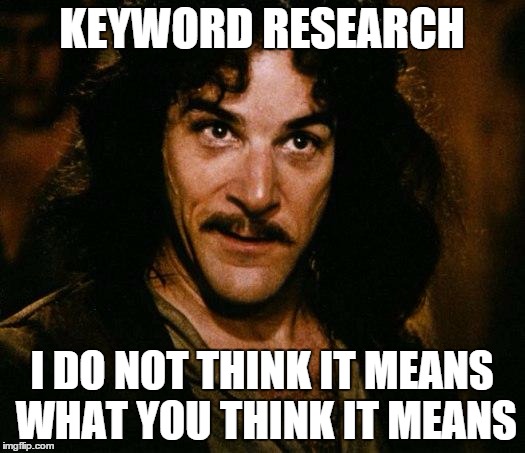 KEYWORD RESEARCH
I DO NOT THINK IT MEANS
WHAT YOU THINK IT MEANS
imgflip.com